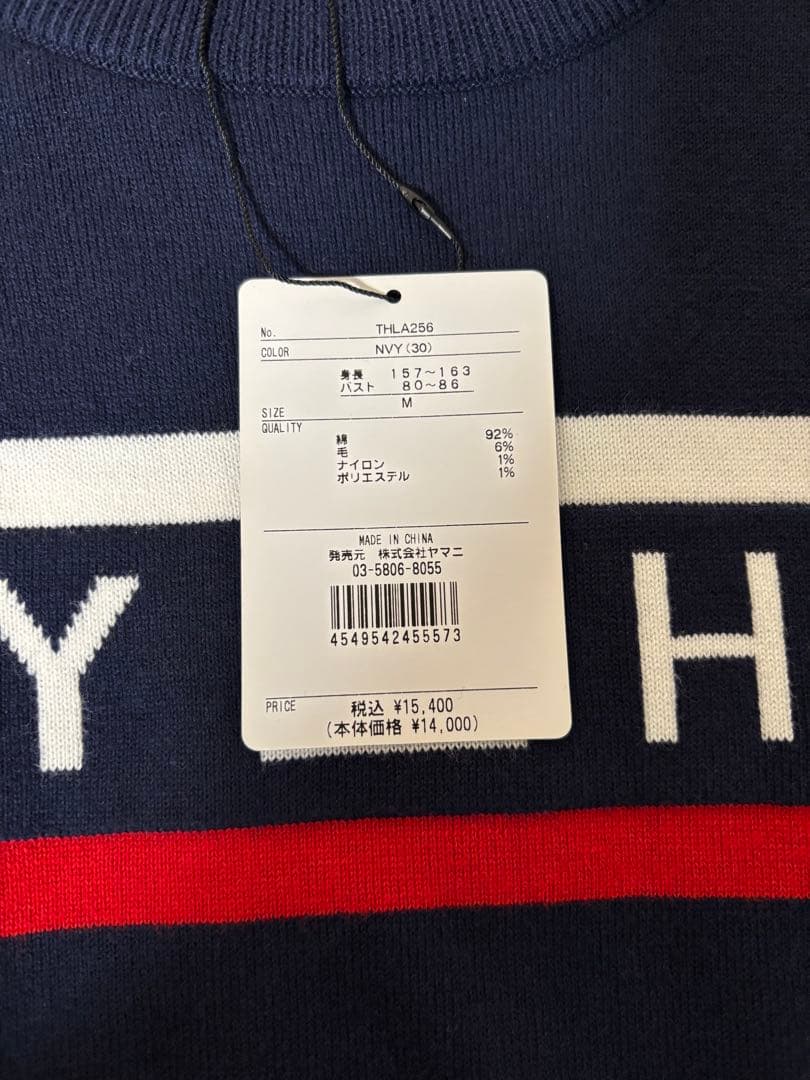 No. THLA256
COLOR NVY(30)
身長 157～163
バスト 80～86
SIZE M
QUALITY
綿 92%
毛 6%
ナイロン 1%
ポリエステル 1%
MADE IN CHINA
発売元 株式会社ヤマニ
03-5806-8055
4549542455573
PRICE 税込 ¥15,400
(本体価格 ¥14,000)
Y H